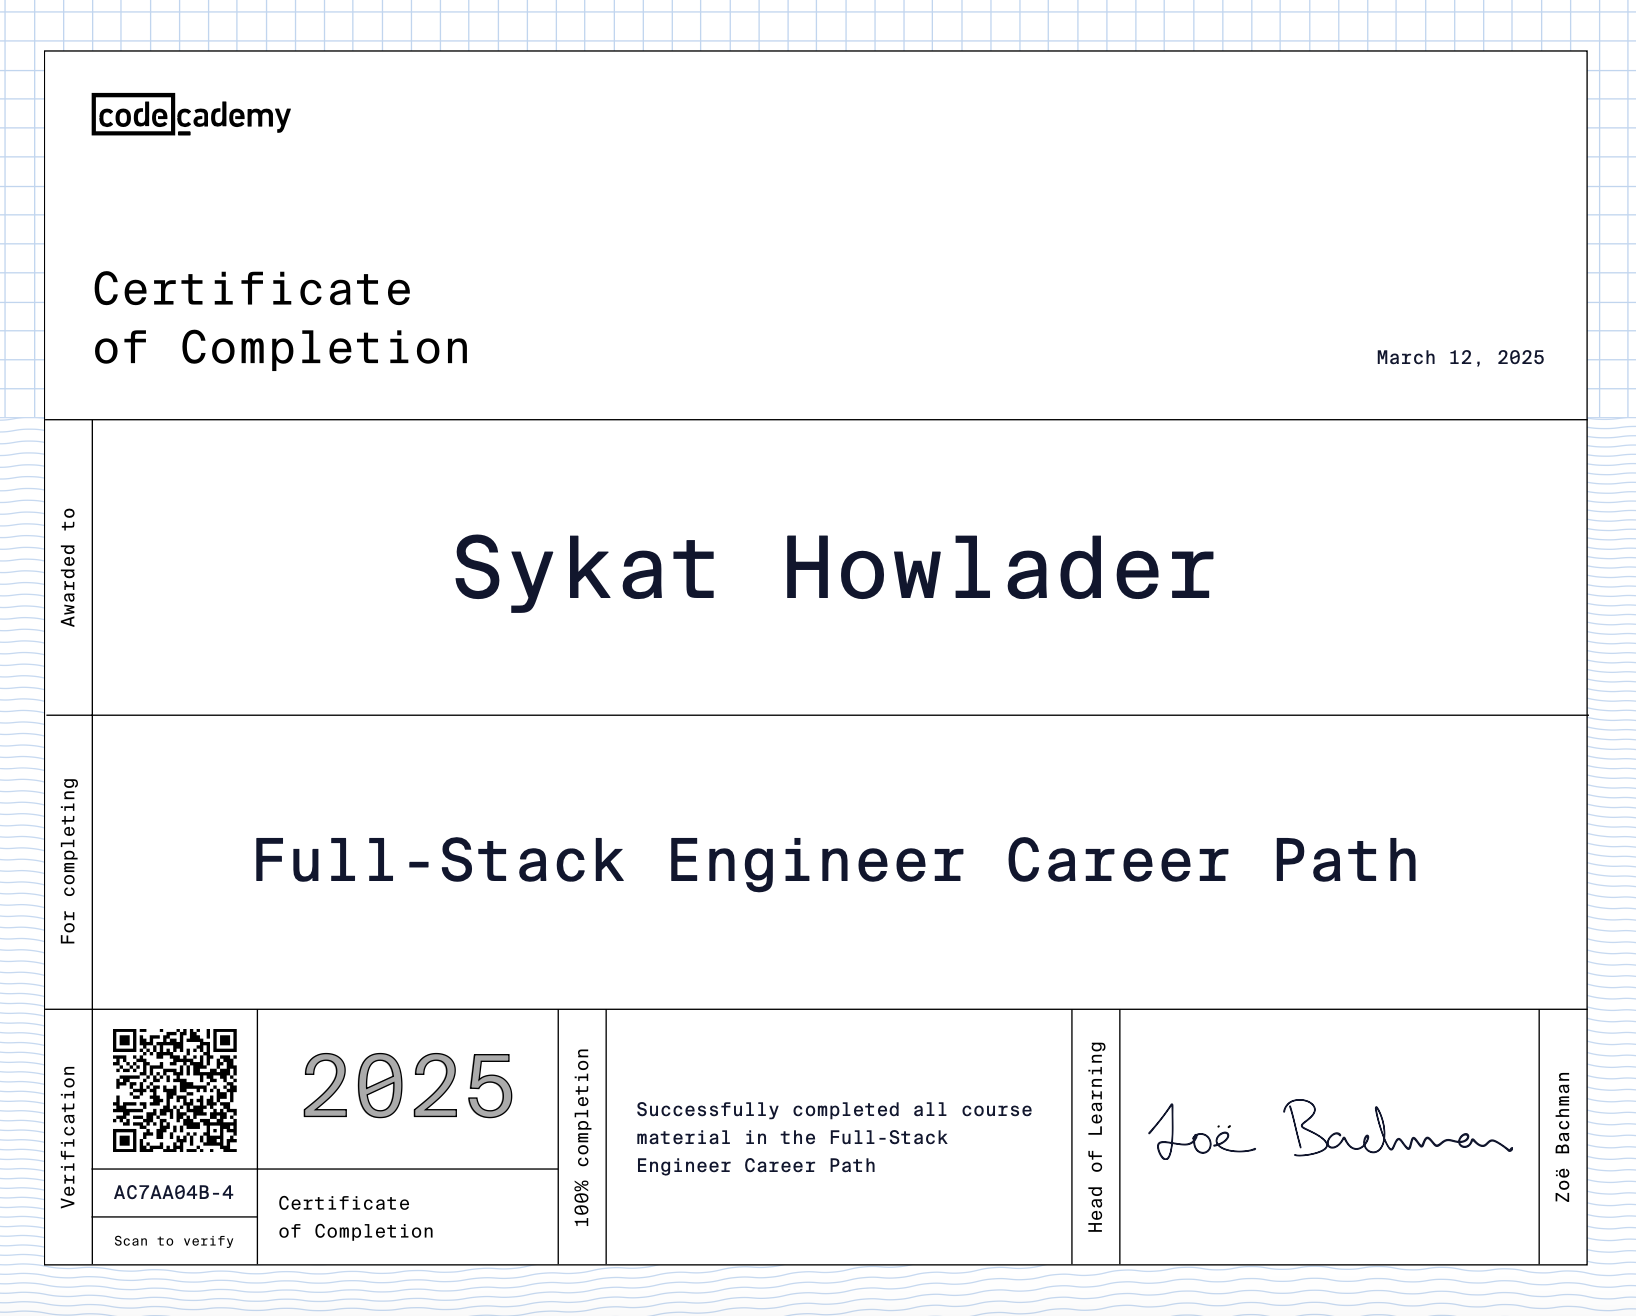 codecademy
Certificate
of Completion
March 12, 2025
Awarded to
Sykat Howlader
For completing
Full-Stack Engineer Career Path
Verification
AC7AA04B-4
Scan to verify
2025
Certificate
of Completion
100% completion
Successfully completed all course
material in the Full-Stack
Engineer Career Path
Head of Learning
Zoë Bachman
Zoë Bachman